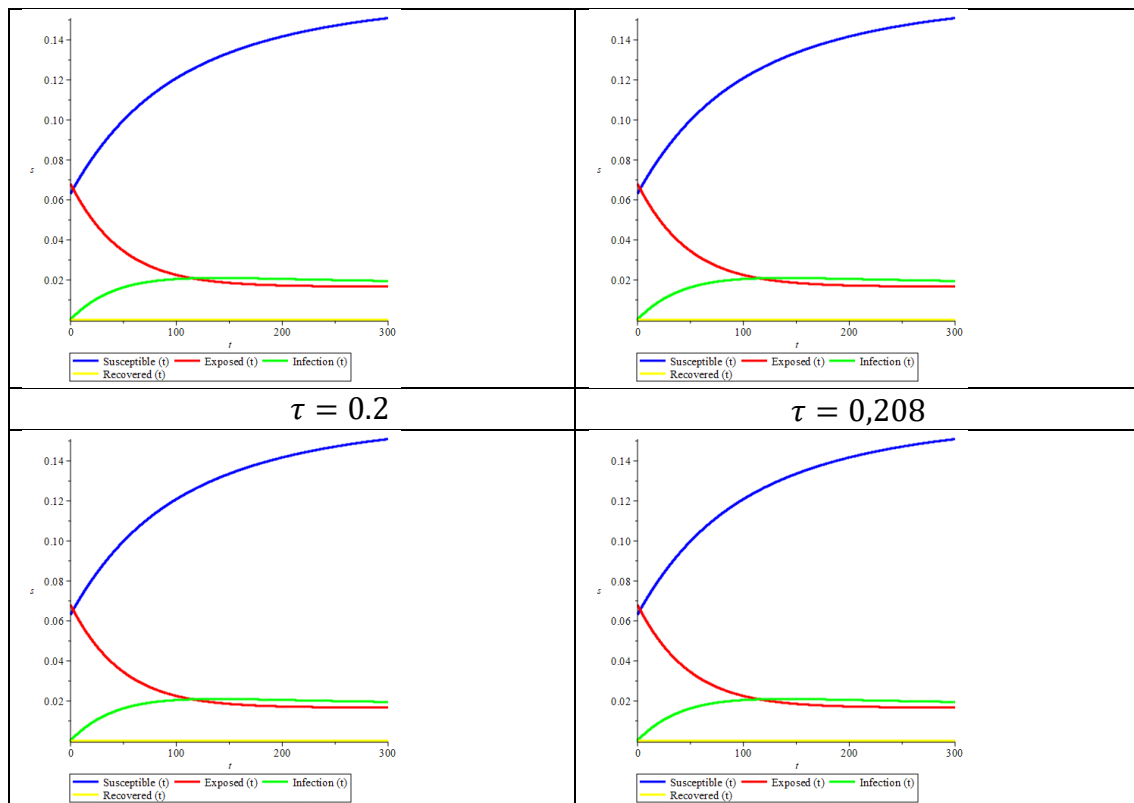 0.14
0.14
0.12
0.12
0.10
0.10
0.08
0.08
s
s
0.06
0.06
0.04
0.04
0.02
0.02
0 100 200 300
0 100 200 300
t
t
Susceptible (t) Exposed (t) Infection (t)
Recovered (t)
Susceptible (t) Exposed (t) Infection (t)
Recovered (t)
τ = 0.2
τ = 0,208
0.14
0.14
0.12
0.12
0.10
0.10
0.08
0.08
s
s
0.06
0.06
0.04
0.04
0.02
0.02
0 100 200 300
0 100 200 300
t
t
Susceptible (t) Exposed (t) Infection (t)
Recovered (t)
Susceptible (t) Exposed (t) Infection (t)
Recovered (t)